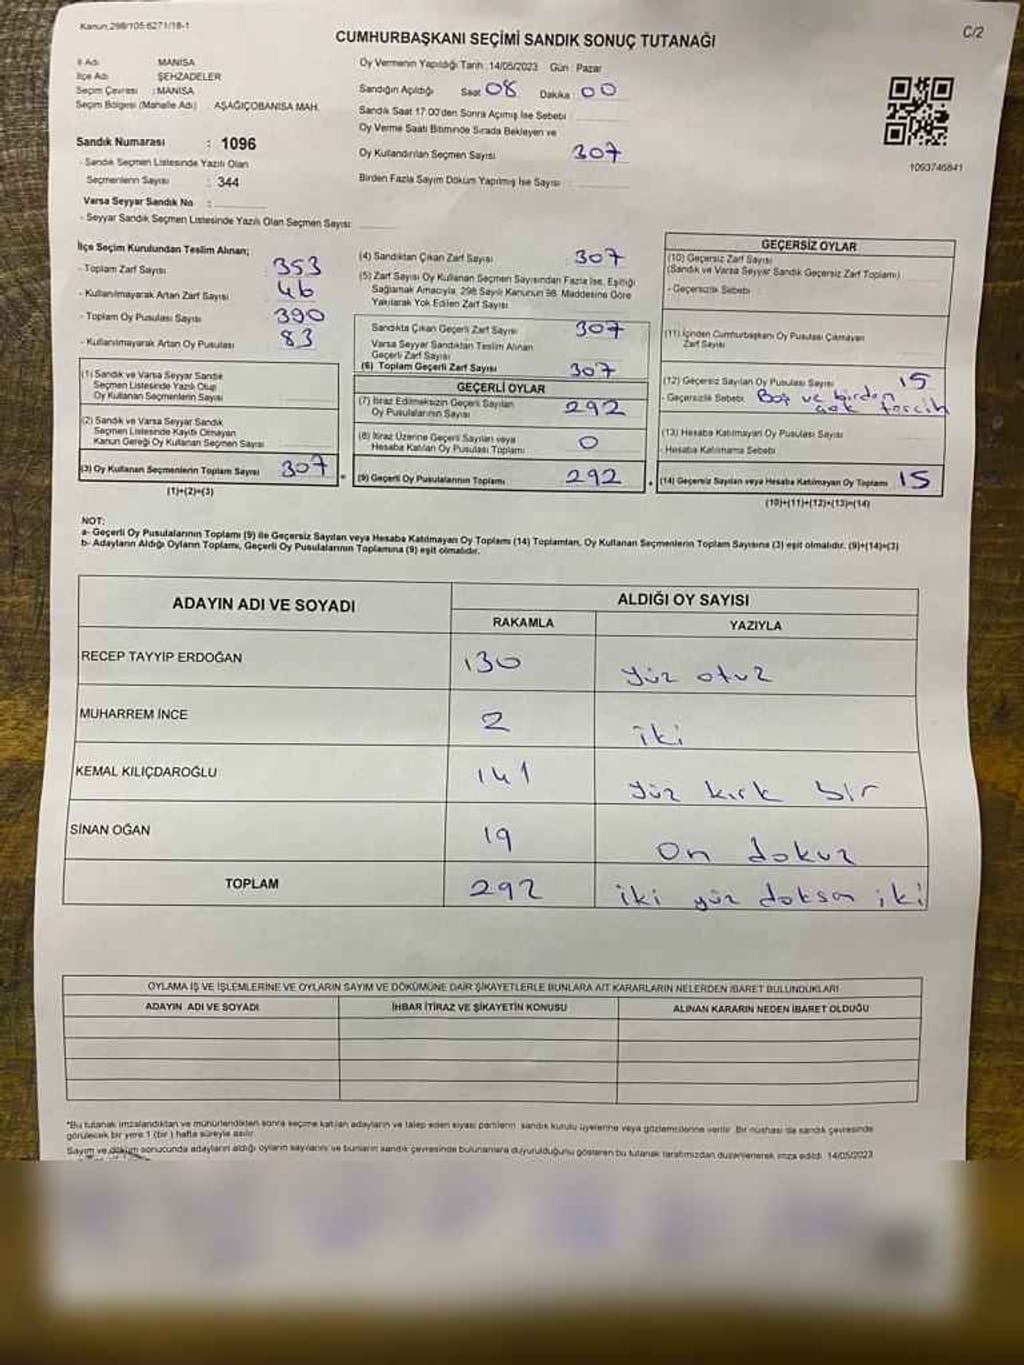 Kanun:298/105-6271/18-1
C/2
CUMHURBAŞKANI SEÇİMİ SANDIK SONUÇ TUTANAĞI
İl Adı MANİSA
İlçe Adı ŞEHZADELER
Seçim Çevresi : MANİSA
Seçim Bölgesi (Mahalle Adı) AŞAĞIÇOBANİSA MAH.
Sandık Numarası : 1096
- Sandık Seçmen Listesinde Yazılı Olan
Seçmenlerin Sayısı : 344
Varsa Seyyar Sandık No :
- Seyyar Sandık Seçmen Listesinde Yazılı Olan Seçmen Sayısı:
Oy Vermenin Yapıldığı Tarih : 14/05/2023 Gün : Pazar
Sandığın Açıldığı Saat 08 Dakika : 00
Sandık Saat 17.00'den Sonra Açımış İse Sebebi
Oy Verme Saati Bitiminde Sırada Bekleyen ve
Oy Kullandırılan Seçmen Sayısı 307
Birden Fazla Sayım Döküm Yapılmış İse Sayısı :
1093746841
İlçe Seçim Kurulundan Teslim Alınan;
- Toplam Zarf Sayısı : 353
- Kullanılmayarak Artan Zarf Sayısı : 46
- Toplam Oy Pusulası Sayısı : 390
- Kullanılmayarak Artan Oy Pusulası : 83
(1) Sandık ve Varsa Seyyar Sandık
Seçmen Listesinde Yazılı Olup
Oy Kullanan Seçmenlerin Sayısı
(2) Sandık ve Varsa Seyyar Sandık
Seçmen Listesinde Kayıtlı Olmayan
Kanun Gereği Oy Kullanan Seçmen Sayısı
(3) Oy Kullanan Seçmenlerin Toplam Sayısı 307
(1)+(2)=(3)
(4) Sandıktan Çıkan Zarf Sayısı : 307
(5) Zarf Sayısı Oy Kullanan Seçmen Sayısından Fazla İse, Eşitliği
Sağlamak Amacıyla, 298 Sayılı Kanunun 98. Maddesine Göre
Yakılarak Yok Edilen Zarf Sayısı
Sandıkta Çıkan Geçerli Zarf Sayısı 307
Varsa Seyyar Sandıktan Teslim Alınan
Geçerli Zarf Sayısı
(6) Toplam Geçerli Zarf Sayısı 307
GEÇERLİ OYLAR
(7) İtiraz Edilmeksizin Geçerli Sayılan
Oy Pusulalarının Sayısı 292
(8) İtiraz Üzerine Geçerli Sayılan veya
Hesaba Katılan Oy Pusulası Toplamı 0
(9) Geçerli Oy Pusulalarının Toplamı 292
GEÇERSİZ OYLAR
(10) Geçersiz Zarf Sayısı
(Sandık ve Varsa Seyyar Sandık Geçersiz Zarf Toplamı)
- Geçersizlik Sebebi :
(11) İçinden Cumhurbaşkanı Oy Pusulası Çıkmayan
Zarf Sayısı
(12) Geçersiz Sayılan Oy Pusulası Sayısı : 15
- Geçersizlik Sebebi : Boş ve birden
çok tercih
(13) Hesaba Katılmayan Oy Pusulası Sayısı
- Hesaba Katılmama Sebebi
(14) Geçersiz Sayılan veya Hesaba Katılmayan Oy Toplamı 15
(10)+(11)+(12)+(13)=(14)
NOT:
a- Geçerli Oy Pusulalarının Toplamı (9) ile Geçersiz Sayılan veya Hesaba Katılmayan Oy Toplamı (14) Toplamları, Oy Kullanan Seçmenlerin Toplam Sayısına (3) eşit olmalıdır. (9)+(14)=(3)
b- Adayların Aldığı Oyların Toplamı, Geçerli Oy Pusulalarının Toplamına (9) eşit olmalıdır.
ADAYIN ADI VE SOYADI ALDIĞI OY SAYISI
RAKAMLA YAZIYLA
RECEP TAYYİP ERDOĞAN 130 yüz otuz
MUHARREM İNCE 2 iki
KEMAL KILIÇDAROĞLU 141 yüz kırk bir
SİNAN OĞAN 19 on dokuz
TOPLAM 292 iki yüz doksan iki
OYLAMA İŞ VE İŞLEMLERİNE VE OYLARIN SAYIM VE DÖKÜMÜNE DAİR ŞİKAYETLERLE BUNLARA AİT KARARLARIN NELERDEN İBARET BULUNDUKLARI
ADAYIN ADI VE SOYADI İHBAR İTİRAZ VE ŞİKAYETİN KONUSU ALINAN KARARIN NEDEN İBARET OLDUĞU
*Bu tutanak imzalandıktan ve mühürlendikten sonra seçime katılan adayların ve talep eden siyasi partilerin, sandık kurulu üyelerine veya gözlemcilerine verilir. Bir nüshası da sandık çevresinde
görülecek bir yere 1 (bir) hafta süreyle asılır.
Sayım ve döküm sonucunda adayların aldığı oyların sayılarını ve bunların sandık çevresinde bulunanlara duyurulduğunu gösteren bu tutanak tarafımızdan düzenlenerek imza edildi. 14/05/2023